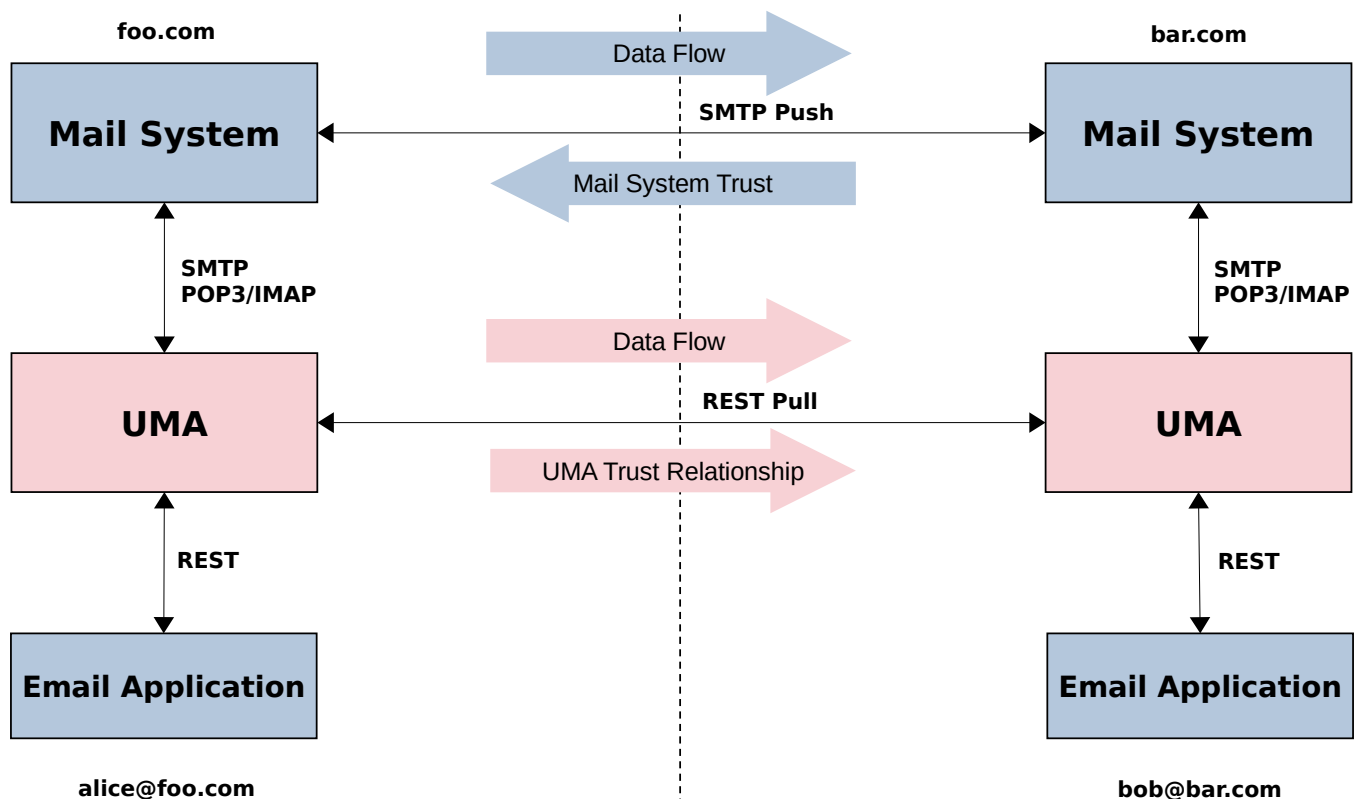 foo.com
bar.com
Data Flow
SMTP Push
Mail System
Mail System
Mail System Trust
SMTP
POP3/IMAP
SMTP
POP3/IMAP
Data Flow
REST Pull
UMA
UMA
UMA Trust Relationship
REST
REST
Email Application
Email Application
alice@foo.com
bob@bar.com